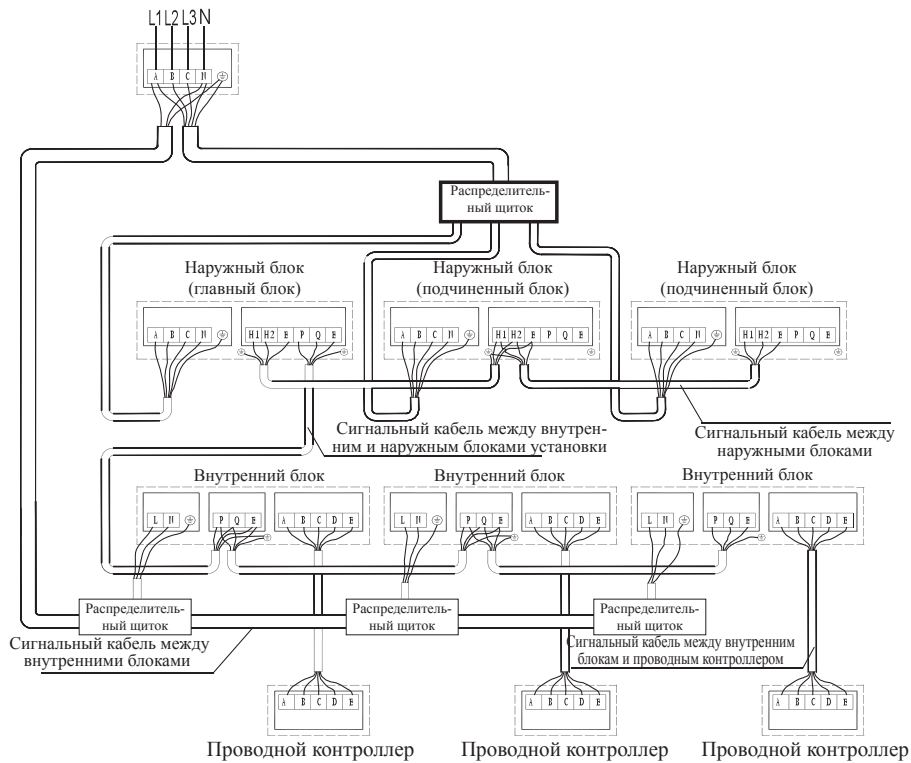 L1 L2 L3 N
A B C N
Распределитель-
ный щиток
Наружный блок
(главный блок)
Наружный блок
(подчиненный блок)
Наружный блок
(подчиненный блок)
A B C N
H1 H2 E P Q E
A B C N
H1 H2 E P Q E
A B C N
H1 H2 E P Q E
Сигнальный кабель между внутрен-
ним и наружным блоками установки
Сигнальный кабель между
наружными блоками
Внутренний блок
Внутренний блок
Внутренний блок
L N
P Q E
A B C D E
L N
P Q E
A B C D E
L N
P Q E
A B C D E
Распределитель-
ный щиток
Распределитель-
ный щиток
Распределитель-
ный щиток
Сигнальный кабель между
внутренними блоками
Сигнальный кабель между внутренним
блокам и проводным контроллером
A B C D E
A B C D E
A B C D E
Проводной контроллер
Проводной контроллер
Проводной контроллер